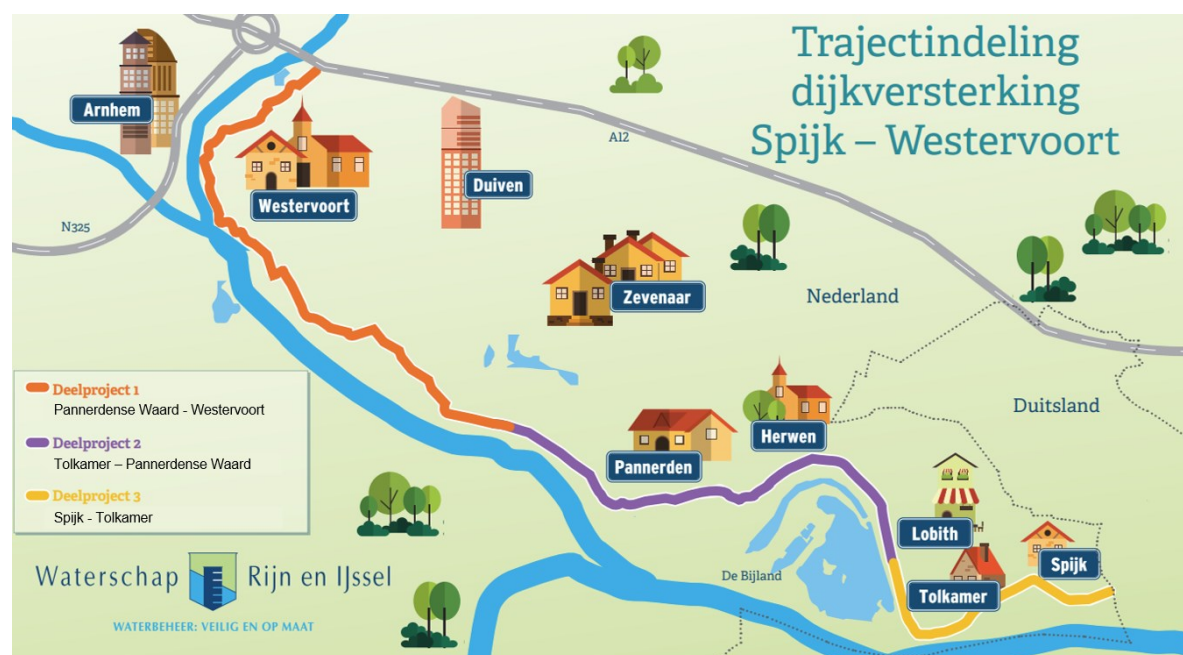 Trajectindeling
dijkversterking
Spijk – Westervoort
Arnhem
A12
Westervoort
Duiven
N325
Zevenaar
Nederland
Duitsland
Deelproject 1
Pannerdense Waard - Westervoort
Deelproject 2
Tolkamer – Pannerdense Waard
Deelproject 3
Spijk - Tolkamer
Herwen
Pannerden
Lobith
Spijk
De Bijland
Tolkamer
Waterschap Rijn en IJssel
WATERBEHEER: VEILIG EN OP MAAT